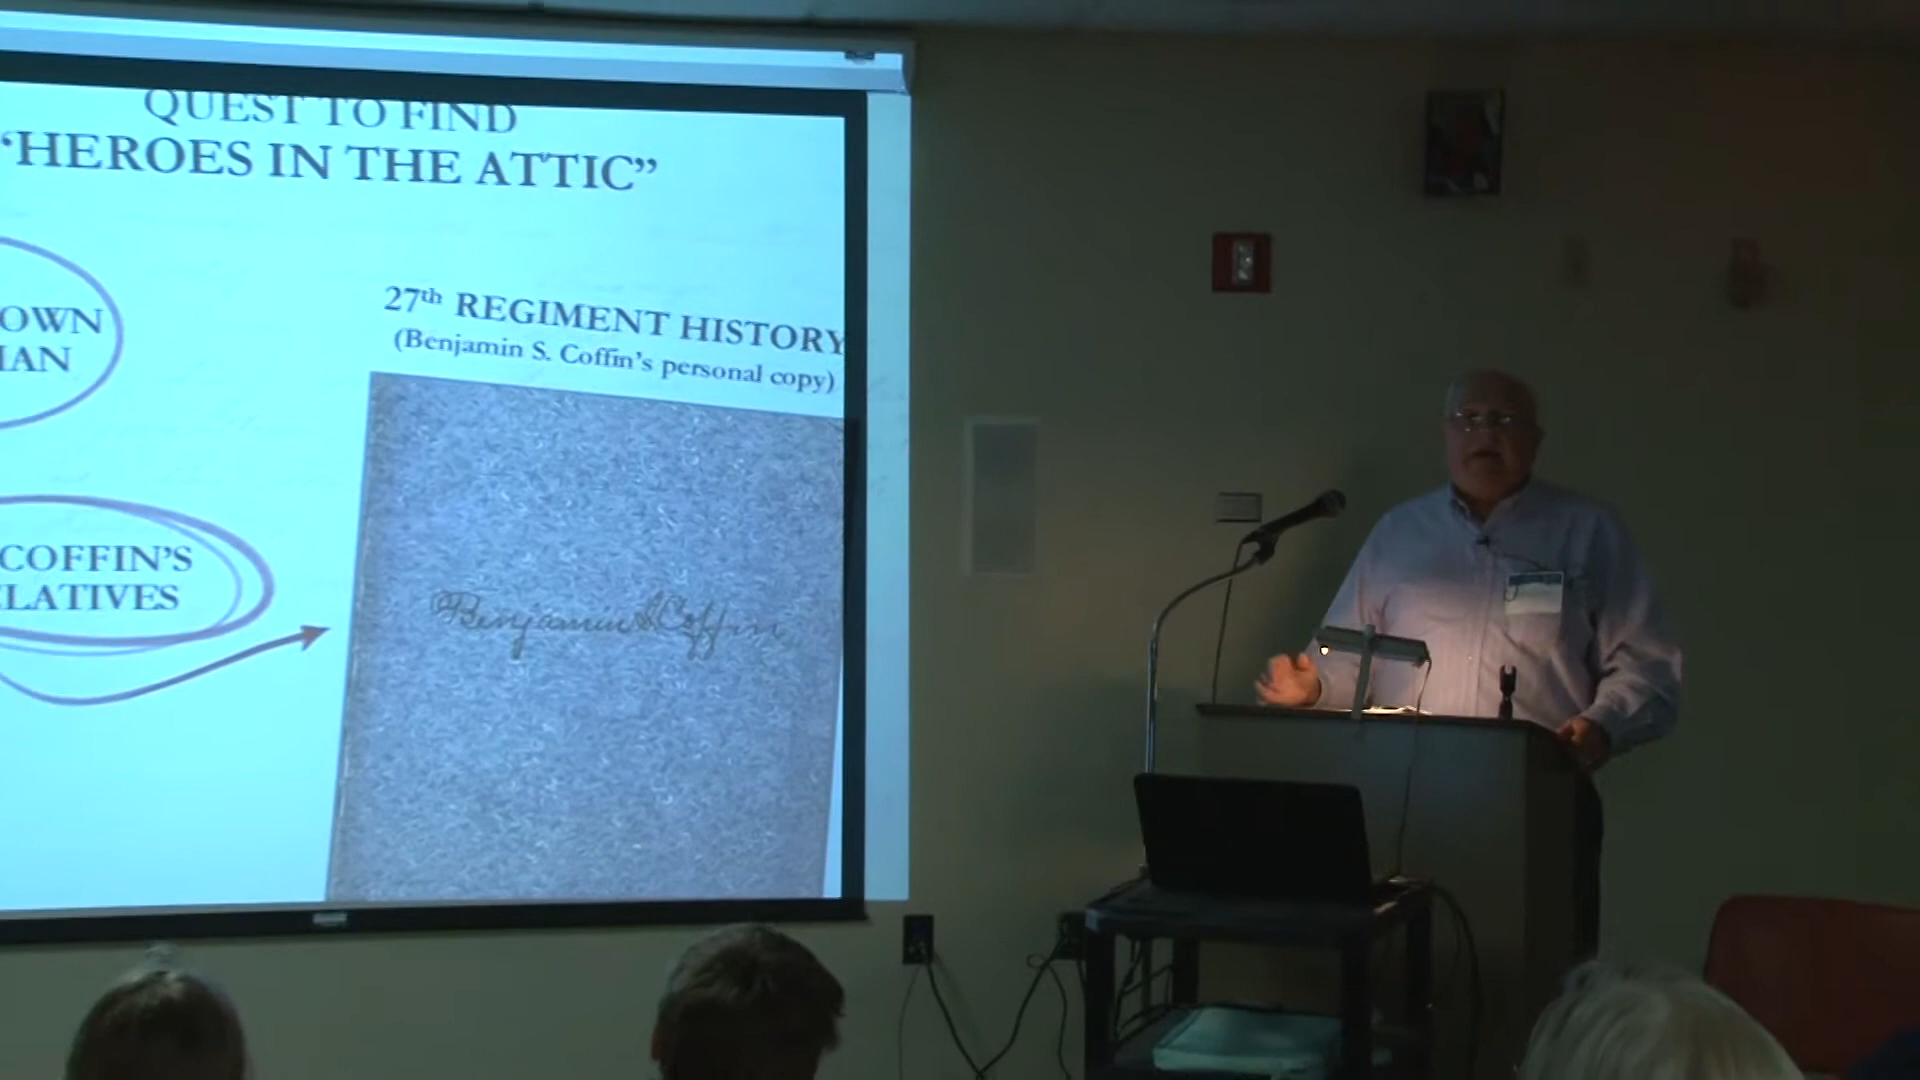 QUEST TO FIND
“HEROES IN THE ATTIC”
OWN
IAN
27th REGIMENT HISTORY
(Benjamin S. Coffin’s personal copy)
COFFIN’S
LATIVES
Benjamin S Coffin